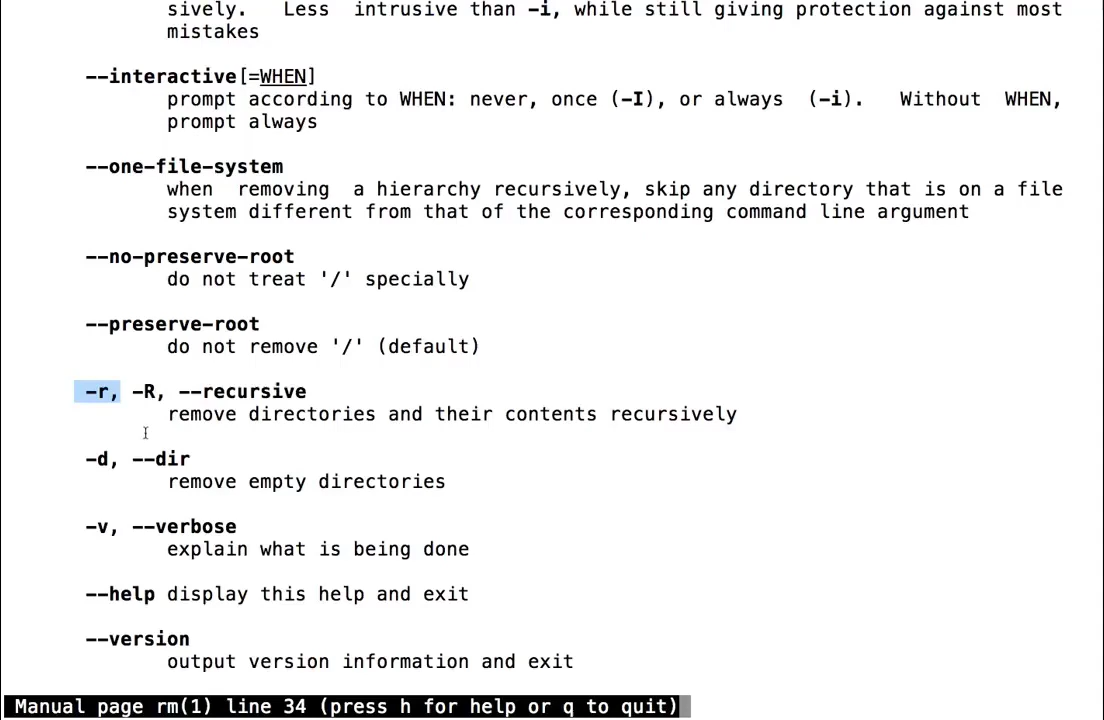 sively. Less intrusive than -i, while still giving protection against most
mistakes
--interactive[=WHEN]
prompt according to WHEN: never, once (-I), or always (-i). Without WHEN,
prompt always
--one-file-system
when removing a hierarchy recursively, skip any directory that is on a file
system different from that of the corresponding command line argument
--no-preserve-root
do not treat '/' specially
--preserve-root
do not remove '/' (default)
-r, -R, --recursive
remove directories and their contents recursively
-d, --dir
remove empty directories
-v, --verbose
explain what is being done
--help display this help and exit
--version
output version information and exit
Manual page rm(1) line 34 (press h for help or q to quit)